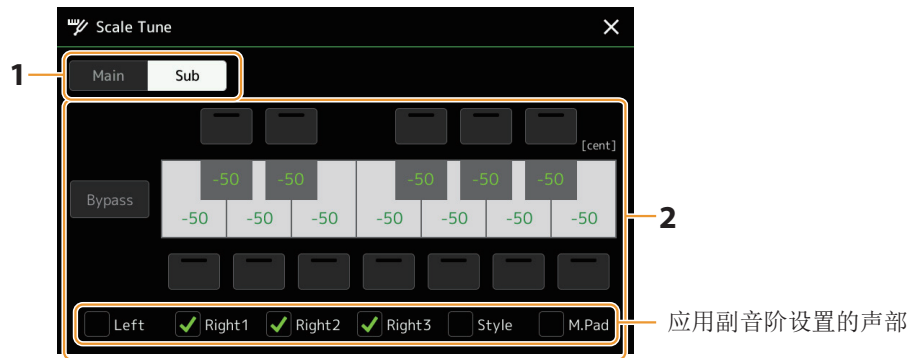 Scale Tune
1
Main Sub
[cent]
-50 -50 -50 -50 -50
Bypass
-50 -50 -50 -50 -50 -50 -50
2
Left Right1 Right2 Right3 Style M.Pad
应用副音阶设置的声部